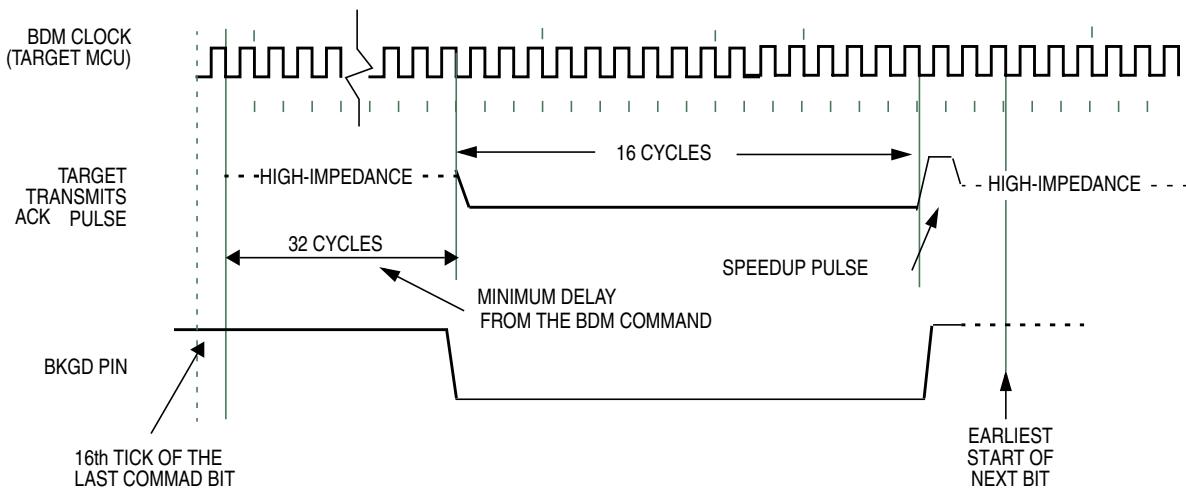 BDM CLOCK
(TARGET MCU)
16 CYCLES
TARGET
TRANSMITS
ACK PULSE
HIGH-IMPEDANCE
HIGH-IMPEDANCE
32 CYCLES
SPEEDUP PULSE
MINIMUM DELAY
FROM THE BDM COMMAND
BKGD PIN
16th TICK OF THE
LAST COMMAD BIT
EARLIEST
START OF
NEXT BIT